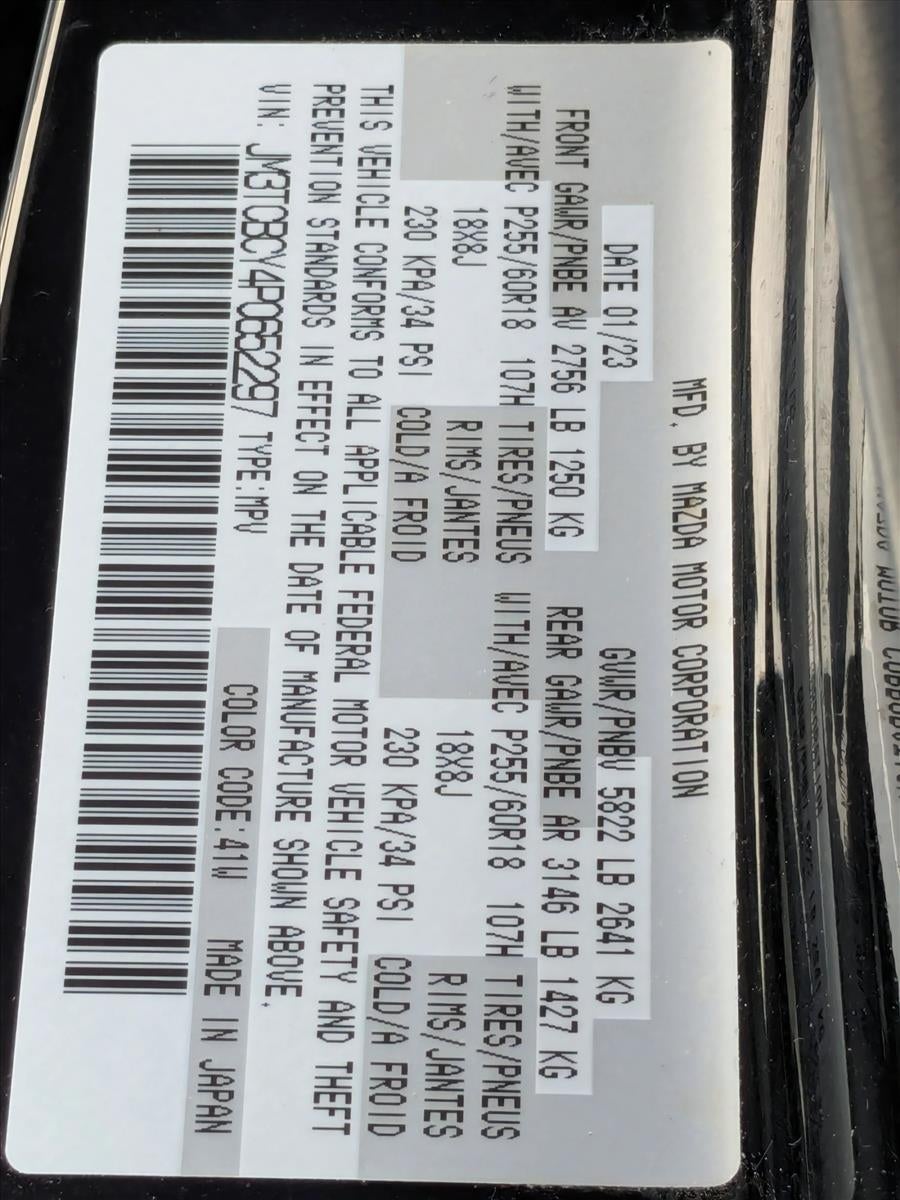 MFD. BY MAZDA MOTOR CORPORATION
DATE 01/23 GVWR/PNBV 5822 LB 2641 KG
FRONT GAWR/PNBE AV 2756 LB 1250 KG REAR GAWR/PNBE AR 3146 LB 1427 KG
WITH/AVEC P255/60R18 107H TIRES/PNEUS WITH/AVEC P255/60R18 107H TIRES/PNEUS
18X8J RIMS/JANTES 18X8J RIMS/JANTES
230 KPA/34 PSI COLD/A FROID 230 KPA/34 PSI COLD/A FROID
THIS VEHICLE CONFORMS TO ALL APPLICABLE FEDERAL MOTOR VEHICLE SAFETY AND THEFT
PREVENTION STANDARDS IN EFFECT ON THE DATE OF MANUFACTURE SHOWN ABOVE.
VIN: JM3TCBCY4P0652297 TYPE:MPV COLOR CODE:41W MADE IN JAPAN